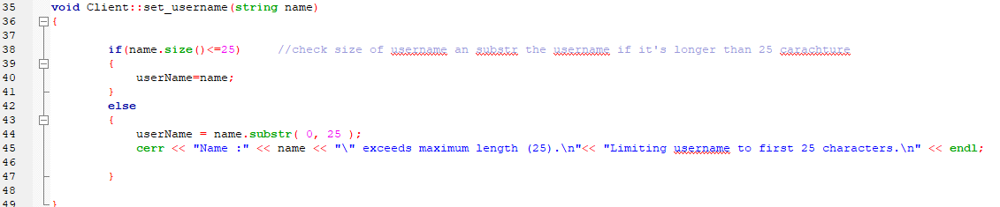 35 void Client::set_username(string name)
36 {
37
38 if(name.size()<=25) //check size of username an substr the username if it's longer than 25 carachture
39 {
40 userName=name;
41 }
42 else
43 {
44 userName = name.substr( 0, 25 );
45 cerr << "Name :" << name << "\" exceeds maximum length (25).\n"<< "Limiting username to first 25 characters.\n" << endl;
46
47 }
48
49 }